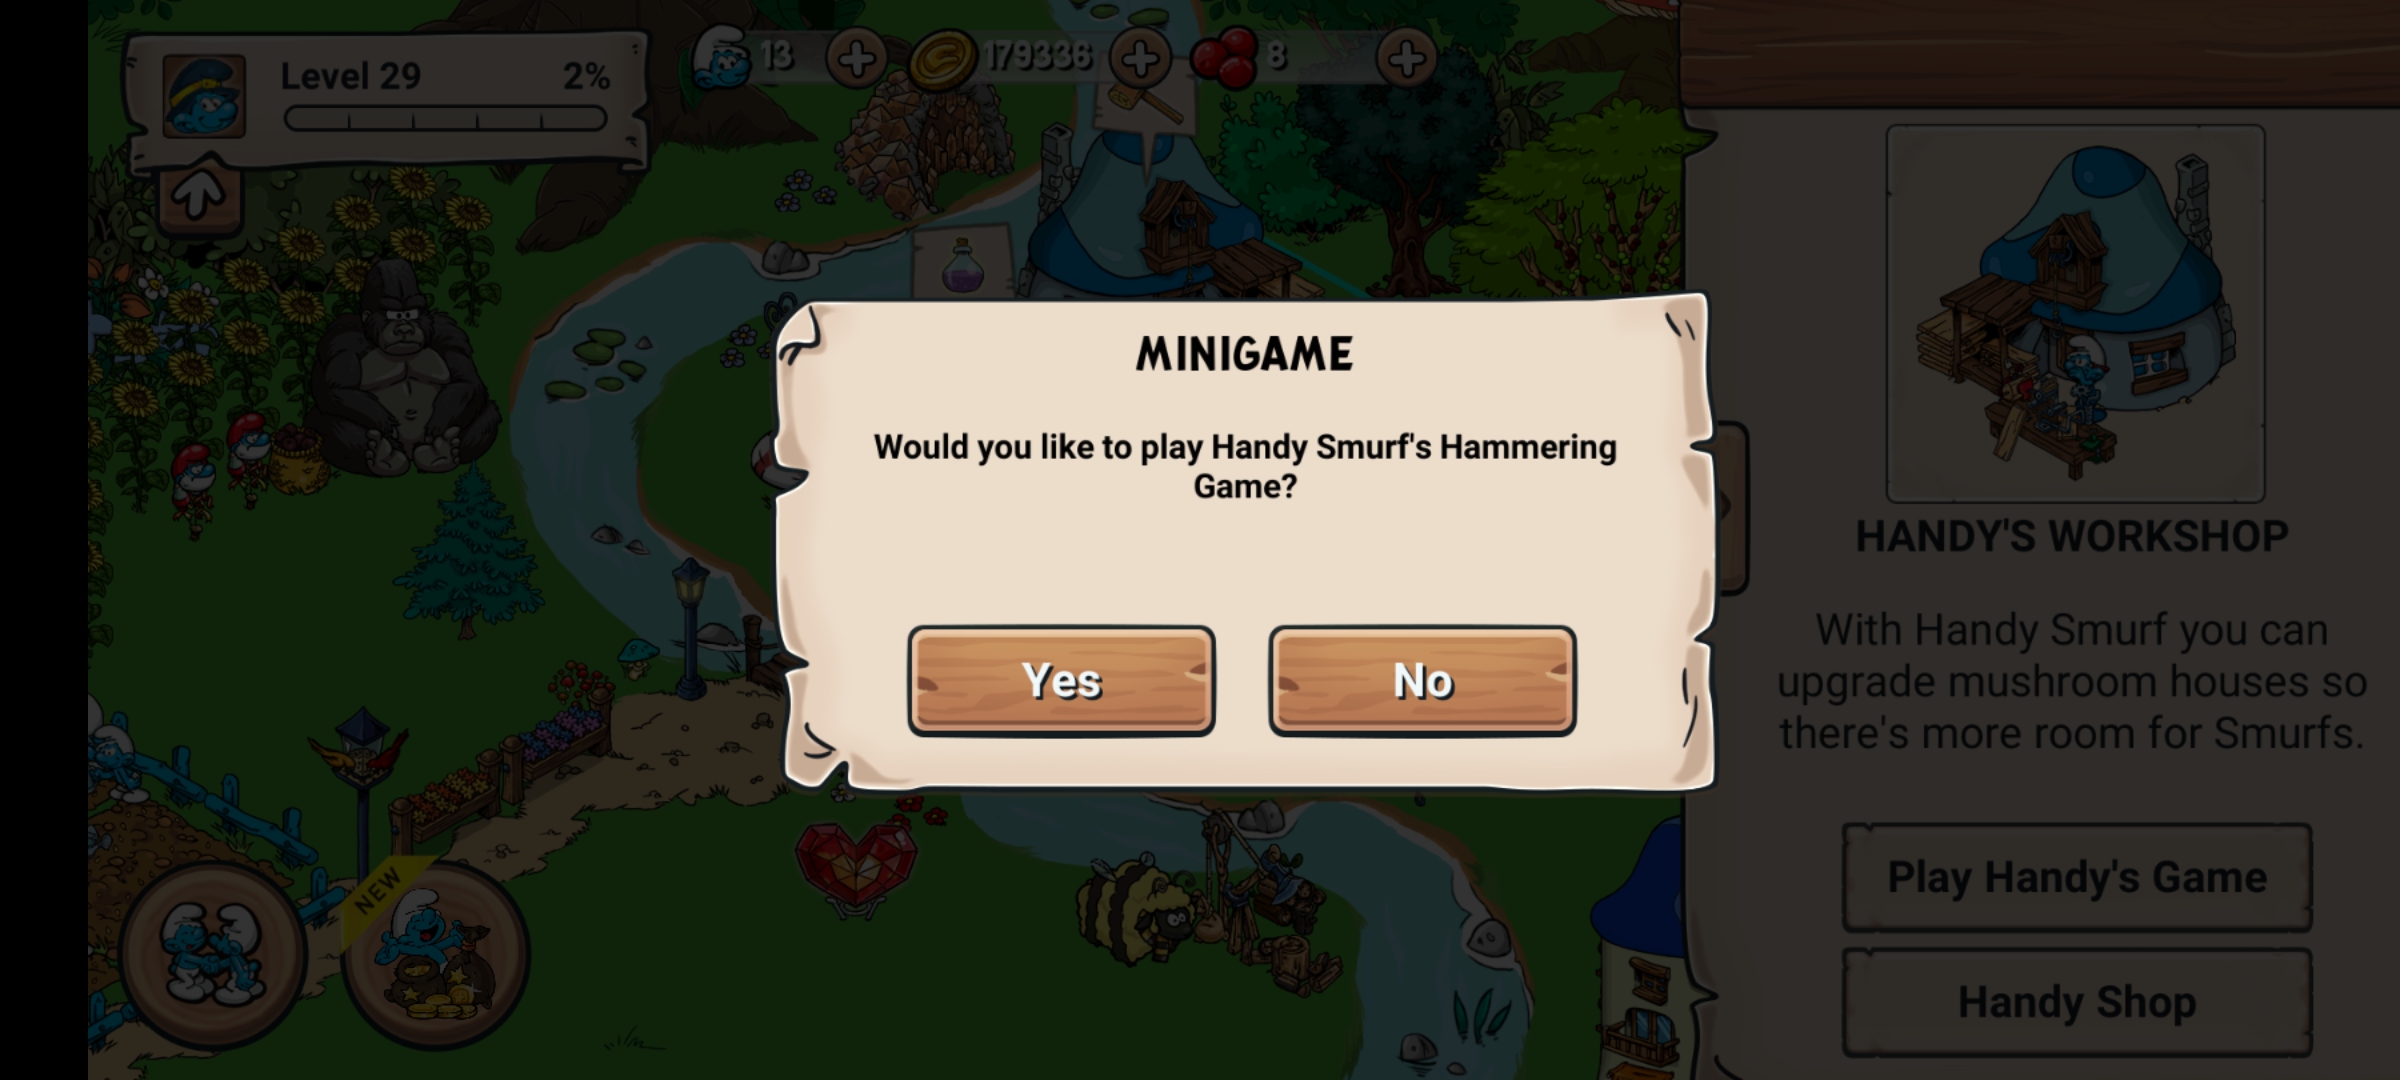 Level 29 2%
13
179336
8
MINIGAME
Would you like to play Handy Smurf's Hammering
Game?
Yes
No
HANDY'S WORKSHOP
With Handy Smurf you can
upgrade mushroom houses so
there's more room for Smurfs.
Play Handy's Game
Handy Shop
NEW